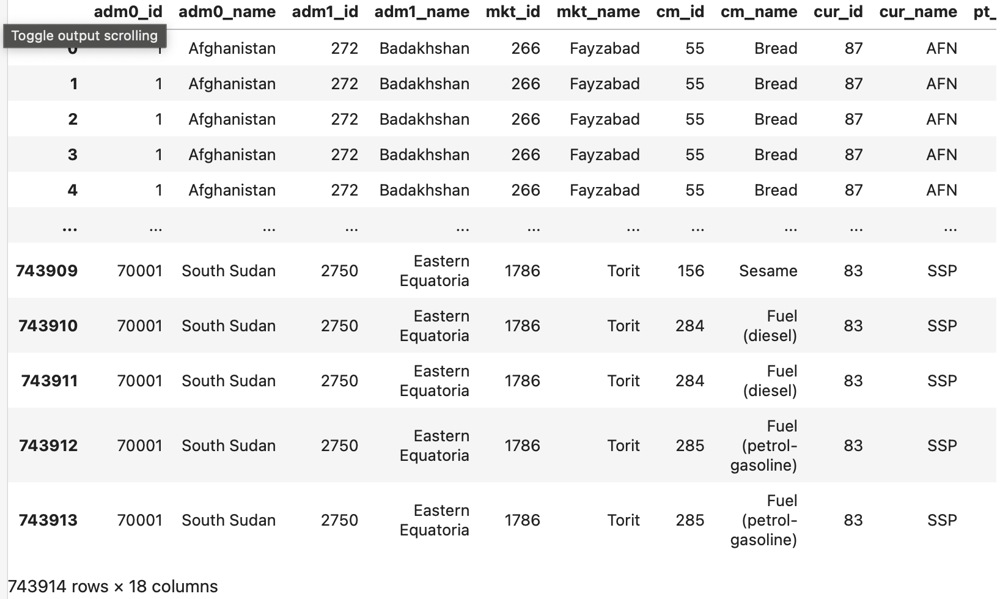 adm0_id adm0_name adm1_id adm1_name mkt_id mkt_name cm_id cm_name cur_id cur_name pt_
Toggle output scrolling
0 1 Afghanistan 272 Badakhshan 266 Fayzabad 55 Bread 87 AFN
1 1 Afghanistan 272 Badakhshan 266 Fayzabad 55 Bread 87 AFN
2 1 Afghanistan 272 Badakhshan 266 Fayzabad 55 Bread 87 AFN
3 1 Afghanistan 272 Badakhshan 266 Fayzabad 55 Bread 87 AFN
4 1 Afghanistan 272 Badakhshan 266 Fayzabad 55 Bread 87 AFN
... ... ... ... ... ... ... ... ... ... ...
743909 70001 South Sudan 2750 Eastern Equatoria 1786 Torit 156 Sesame 83 SSP
743910 70001 South Sudan 2750 Eastern Equatoria 1786 Torit 284 Fuel (diesel) 83 SSP
743911 70001 South Sudan 2750 Eastern Equatoria 1786 Torit 284 Fuel (diesel) 83 SSP
743912 70001 South Sudan 2750 Eastern Equatoria 1786 Torit 285 Fuel (petrol-gasoline) 83 SSP
743913 70001 South Sudan 2750 Eastern Equatoria 1786 Torit 285 Fuel (petrol-gasoline) 83 SSP
743914 rows × 18 columns